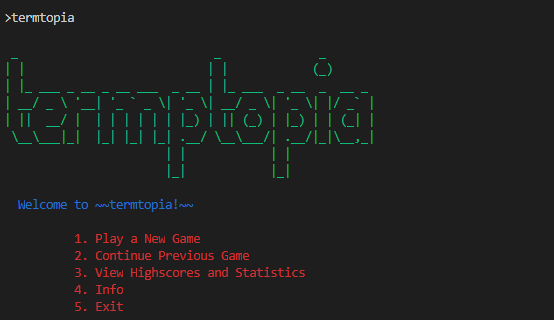 >termtopia
termptopia
Welcome to ~~termtopia!~~
1. Play a New Game
2. Continue Previous Game
3. View Highscores and Statistics
4. Info
5. Exit